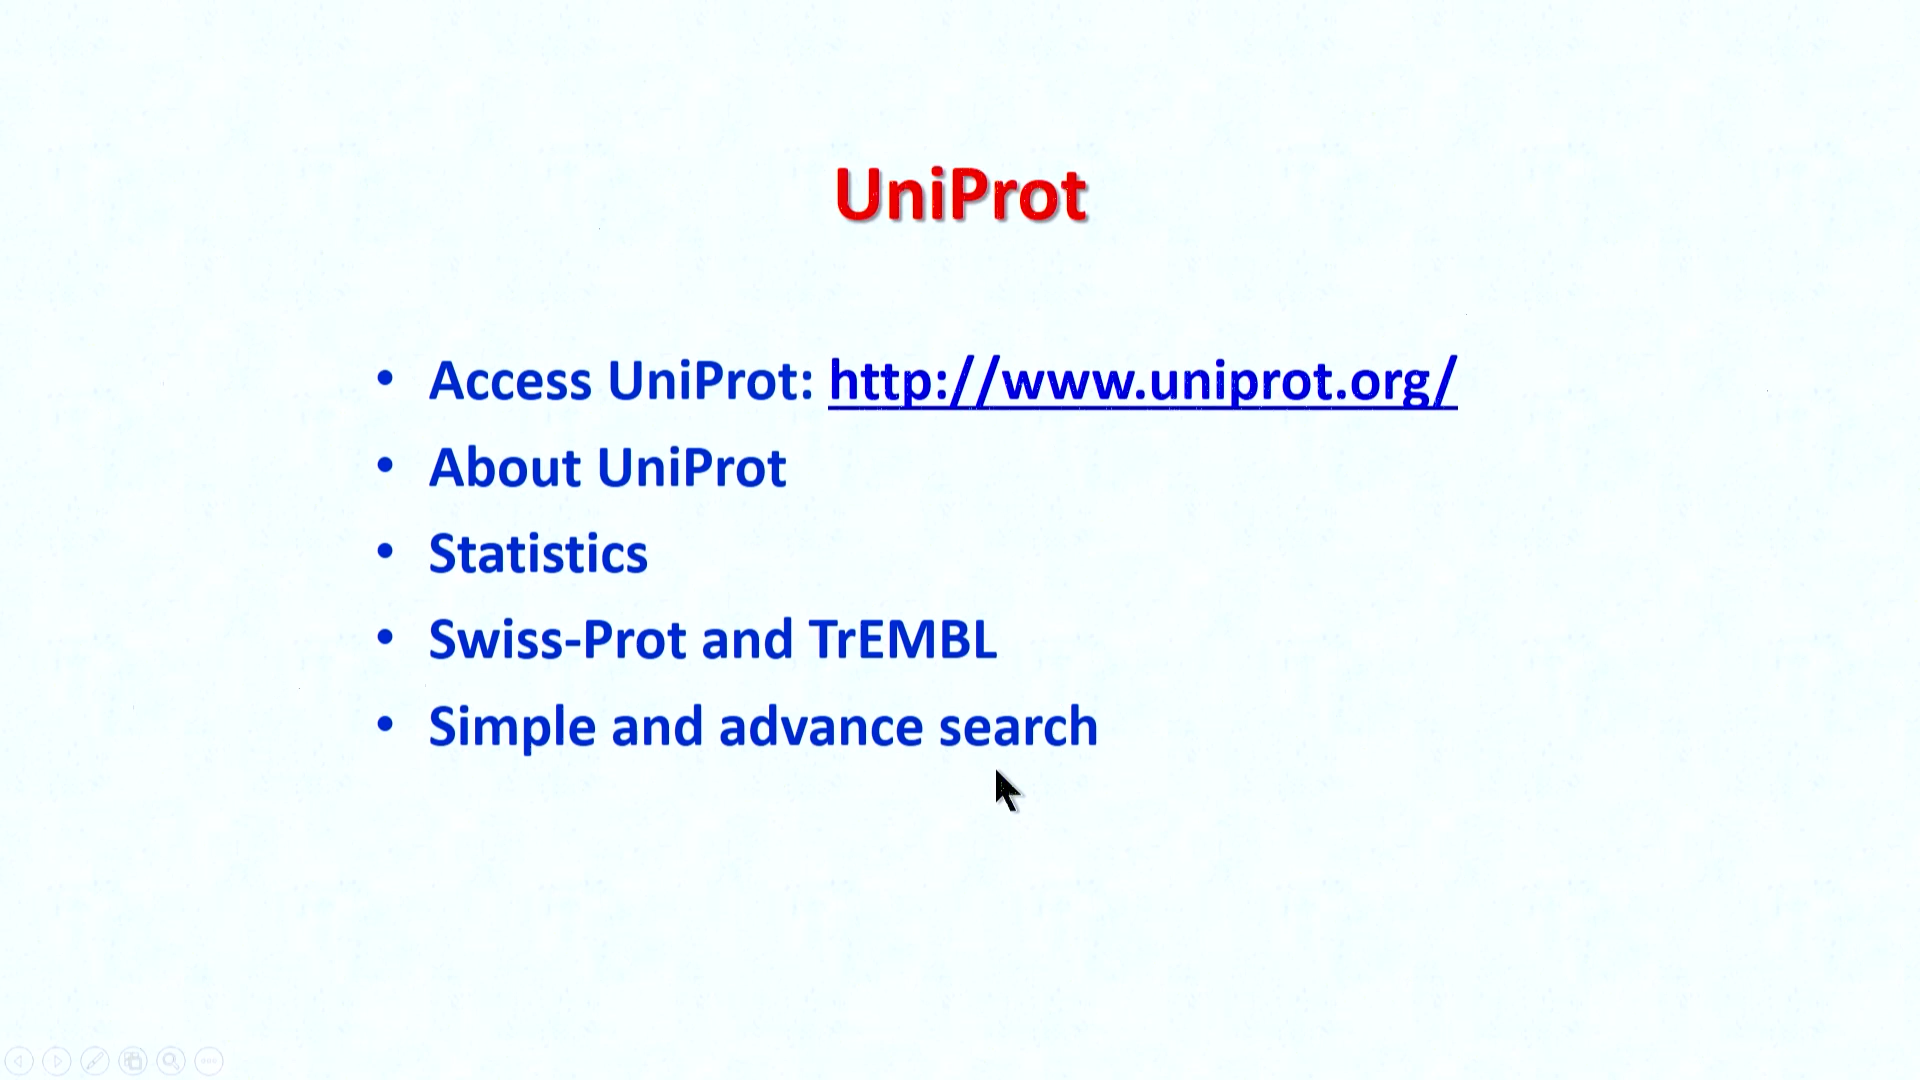 UniProt
• Access UniProt: http://www.uniprot.org/
• About UniProt
• Statistics
• Swiss-Prot and TrEMBL
• Simple and advance search